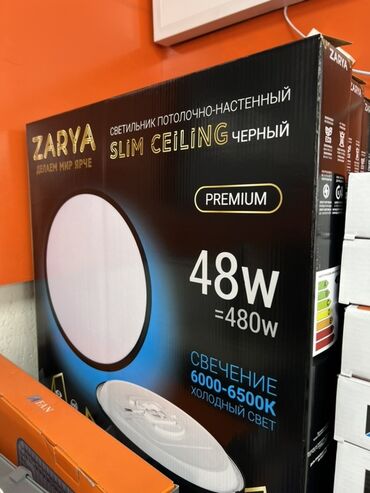 ZARYA
ДЕЛАЕМ МИР ЯРЧЕ
СВЕТИЛЬНИК ПОТОЛОЧНО-НАСТЕННЫЙ
SLIM CEILING ЧЕРНЫЙ
PREMIUM
48W
=480W
СВЕЧЕНИЕ
6000-6500K
ХОЛОДНЫЙ СВЕТ
ZARYA
FAN